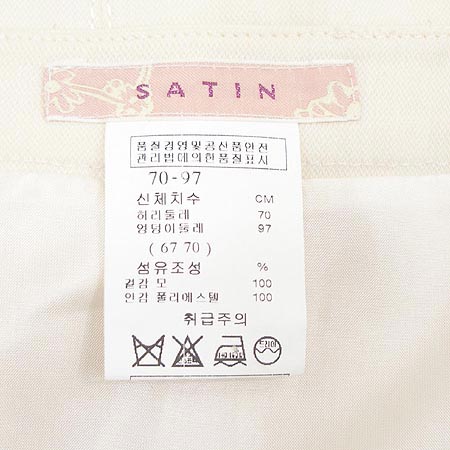 SATIN
품질경영및공산품안전
관리법에의한품질표시
70-97
신체치수 CM
허리둘레 70
엉덩이둘레 97
( 67 70 )
섬유조성 %
겉감 모 100
안감 폴리에스텔 100
취급주의
드라이